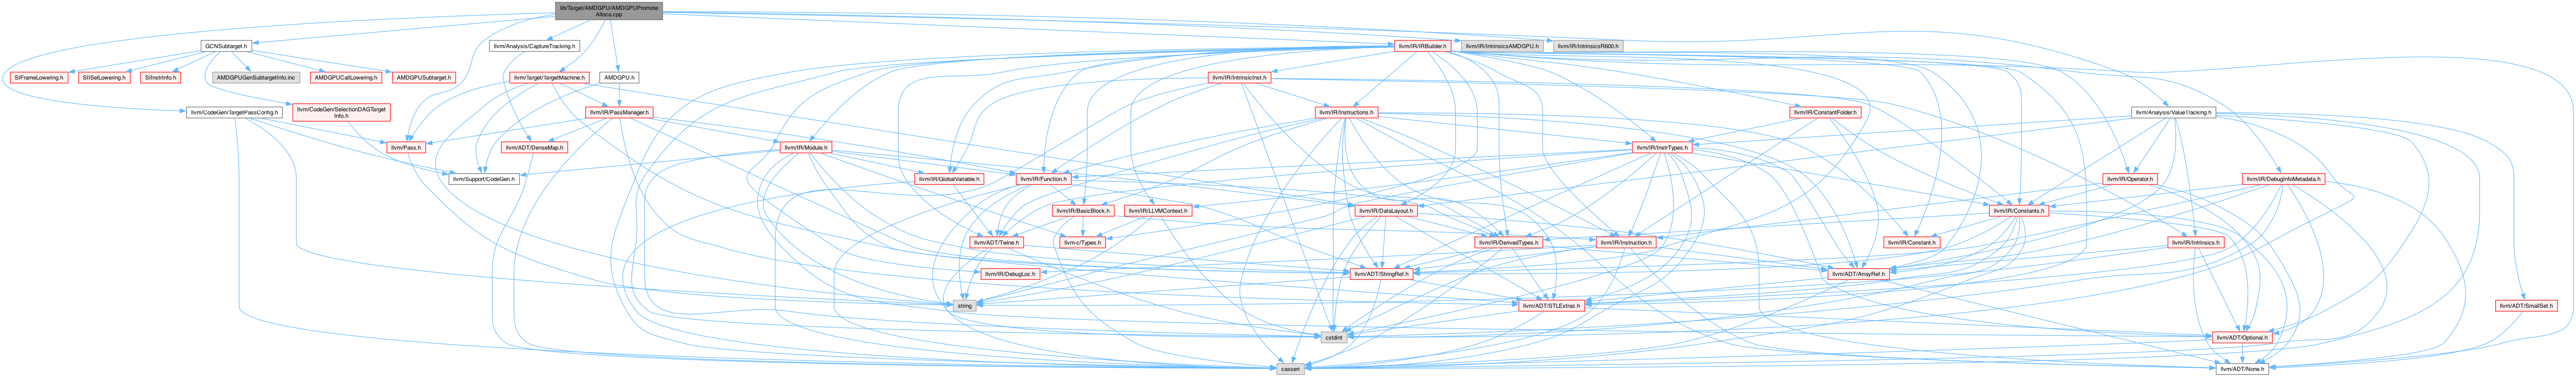 lib/Target/AMDGPU/AMDGPUPromote
Alloca.cpp
GCNSubtarget.h
llvm/Analysis/CaptureTracking.h
llvm/IR/IRBuilder.h
llvm/IR/IntrinsicsAMDGPU.h
llvm/IR/IntrinsicsR600.h
SIFrameLowering.h
SIISelLowering.h
SIInstrInfo.h
AMDGPUGenSubtargetInfo.inc
AMDGPUCallLowering.h
AMDGPUSubtarget.h
llvm/Target/TargetMachine.h
AMDGPU.h
llvm/IR/IntrinsicInst.h
llvm/CodeGen/TargetPassConfig.h
llvm/CodeGen/SelectionDAGTarget
Info.h
llvm/IR/PassManager.h
llvm/IR/Instructions.h
llvm/IR/ConstantFolder.h
llvm/Analysis/ValueTracking.h
llvm/Pass.h
llvm/ADT/DenseMap.h
llvm/IR/Module.h
llvm/IR/InstrTypes.h
llvm/Support/CodeGen.h
llvm/IR/GlobalVariable.h
llvm/IR/Function.h
llvm/IR/Operator.h
llvm/IR/DebugInfoMetadata.h
llvm/IR/BasicBlock.h
llvm/IR/LLVMContext.h
llvm/IR/DataLayout.h
llvm/IR/Constants.h
llvm/ADT/Twine.h
llvm-c/Types.h
llvm/IR/DerivedTypes.h
llvm/IR/Instruction.h
llvm/IR/Constant.h
llvm/IR/Intrinsics.h
llvm/IR/DebugLoc.h
llvm/ADT/StringRef.h
llvm/ADT/ArrayRef.h
string
llvm/ADT/STLExtras.h
llvm/ADT/SmallSet.h
cstdint
llvm/ADT/Optional.h
cassert
llvm/ADT/None.h